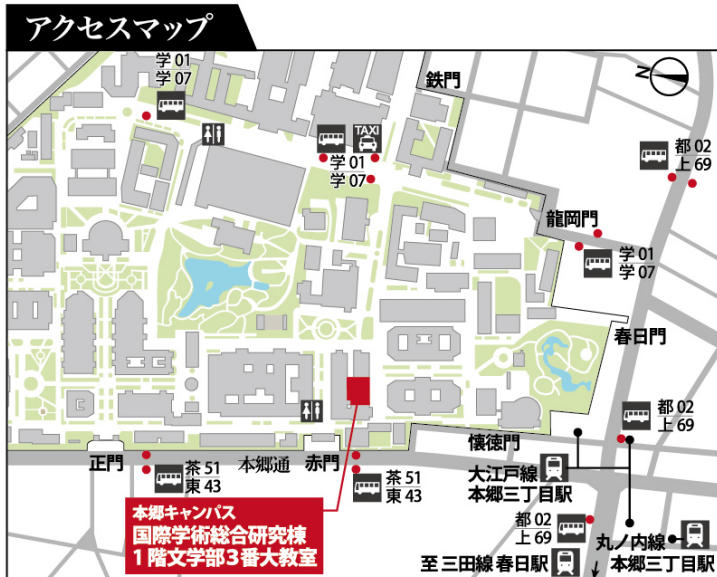 アクセスマップ
学 01
学 07
鉄門
N
TAXI
学 01
学 07
都 02
上 69
龍岡門
学 01
学 07
春日門
都 02
上 69
懐徳門
正門
茶 51
東 43
本郷通
赤門
茶 51
東 43
大江戸線
本郷三丁目駅
本郷キャンパス
国際学術総合研究棟
1階文学部3番大教室
都 02
上 69
丸ノ内線
本郷三丁目駅
至 三田線 春日駅